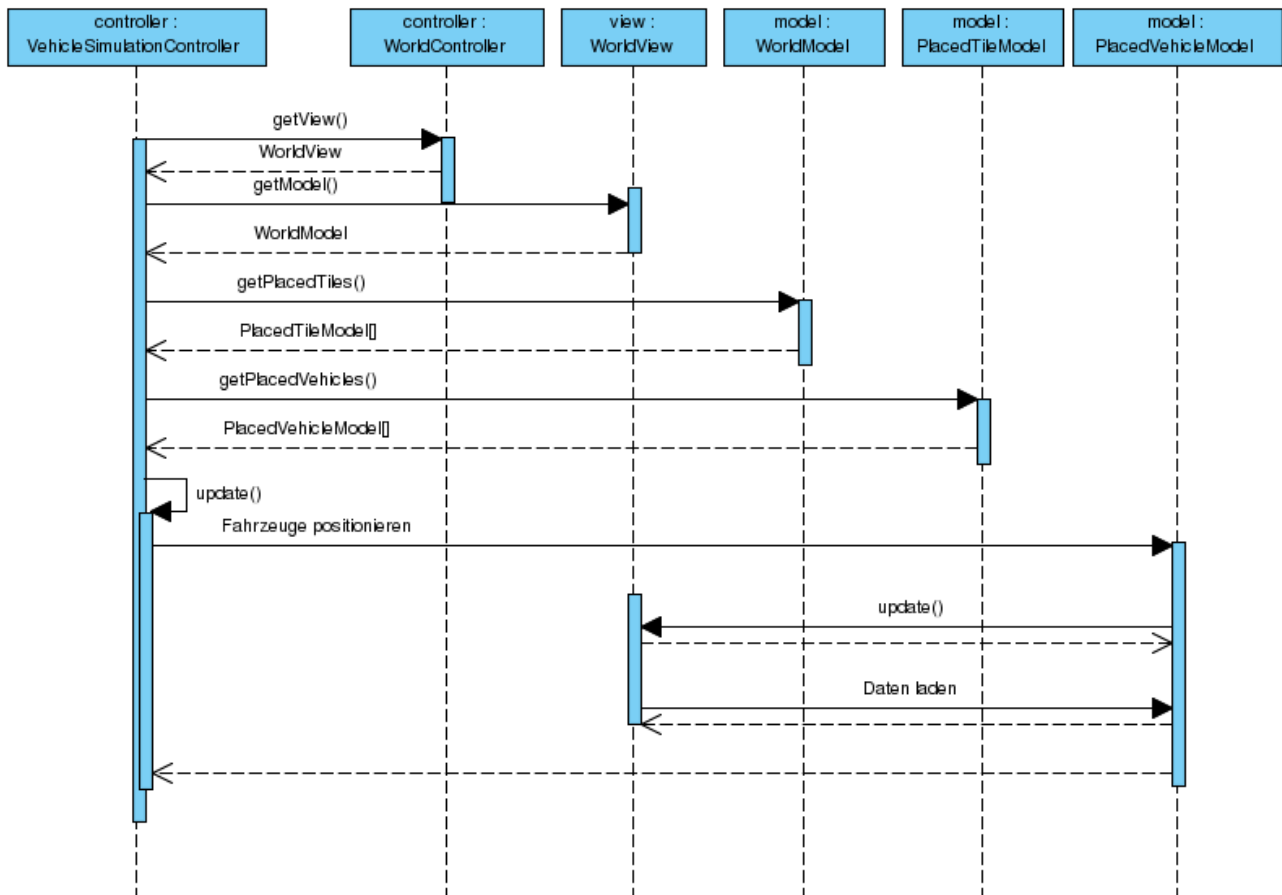 controller :
VehicleSimulationController
controller :
WorldController
view :
WorldView
model :
WorldModel
model :
PlacedTileModel
model :
PlacedVehicleModel
getView()
WorldView
getModel()
WorldModel
getPlacedTiles()
PlacedTileModel[]
getPlacedVehicles()
PlacedVehicleModel[]
update()
Fahrzeuge positionieren
update()
Daten laden